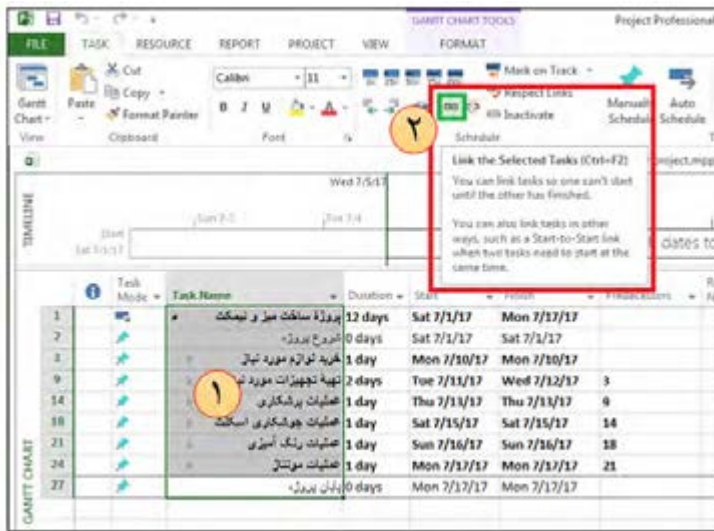 GANTT CHART TOOLS
Project Professional
FILE TASK RESOURCE REPORT PROJECT VIEW FORMAT
Gantt Chart
View
Paste
Cut
Copy
Format Painter
Clipboard
Calibri 11
B I U
Font
Mark on Track
Respect Links
Inactivate
Schedule
Manually Schedule
Auto Schedule
۲
Link the Selected Tasks (Ctrl+F2)
You can link tasks so one can't start until the other has finished.
You can also link tasks in other ways, such as a Start-to-Start link when two tasks need to start at the same time.
project.mpp
TIMELINE
Wed 7/5/17
Start
Sat 7/1/17
dates to
Task Mode Task Name Duration Start Finish Predecessors
1 پروژهٔ ساخت میز و نیمکت 12 days Sat 7/1/17 Mon 7/17/17
2 شروع پروژه 0 days Sat 7/1/17 Sat 7/1/17
3 خرید لوازم مورد نیاز 1 day Mon 7/10/17 Mon 7/10/17
9 تهیهٔ تجهیزات مورد 2 days Tue 7/11/17 Wed 7/12/17 3
14 عملیات برشکاری 1 day Thu 7/13/17 Thu 7/13/17 9
18 عملیات جوشکاری اسکلت 1 day Sat 7/15/17 Sat 7/15/17 14
21 عملیات رنگ آمیزی 1 day Sun 7/16/17 Sun 7/16/17 18
24 عملیات مونتاژ 1 day Mon 7/17/17 Mon 7/17/17 21
27 پایان پروژه 0 days Mon 7/17/17 Mon 7/17/17
۱
GANTT CHART